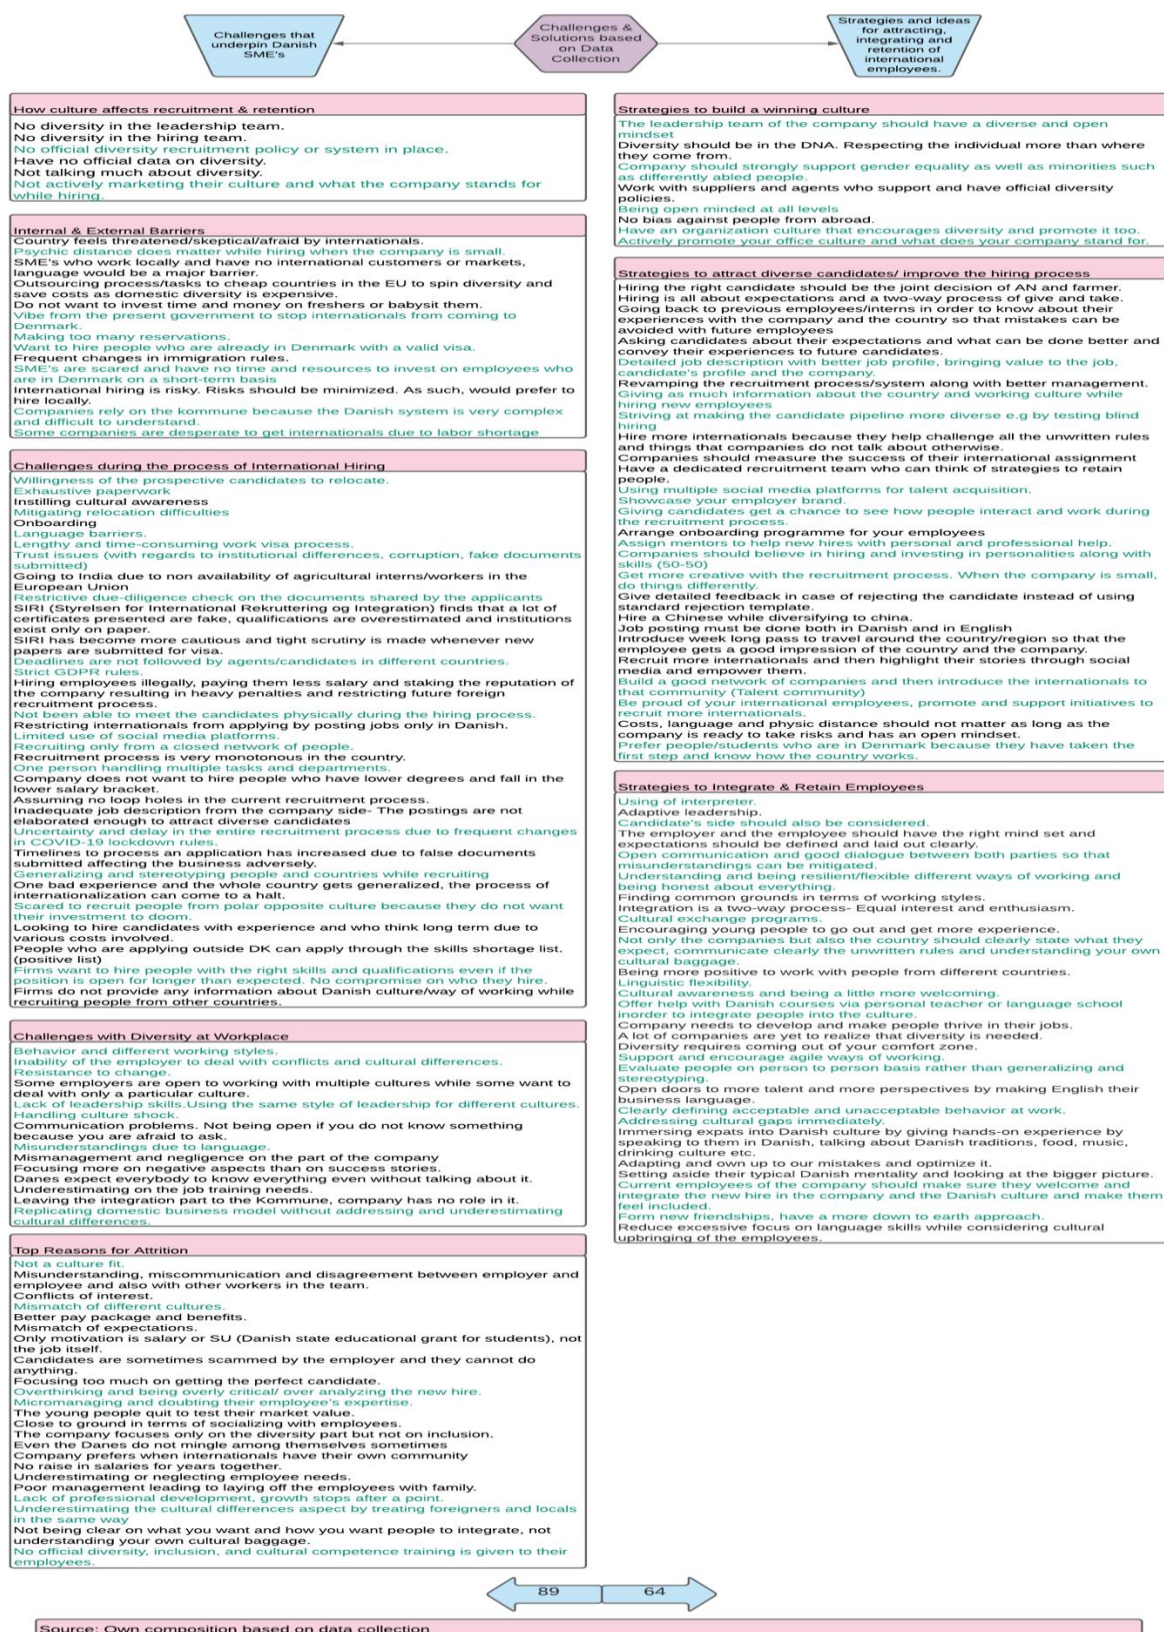 Challenges that
underpin Danish
SME's
Challenges &
Solutions based
on Data
Collection
Strategies and ideas
for attracting,
integrating and
retention of
international
employees.
How culture affects recruitment & retention
No diversity in the leadership team.
No diversity in the hiring team.
No official diversity recruitment policy or system in place.
Have no official data on diversity.
Not talking much about diversity.
Not actively marketing their culture and what the company stands for
while hiring.
Internal & External Barriers
Country feels threatened/skeptical/afraid by internationals.
Psychic distance does matter while hiring when the company is small.
SME's who work locally and have no international customers or markets,
language would be a major barrier.
Outsourcing process/tasks to cheap countries in the EU to spin diversity and
save costs as domestic diversity is expensive.
Do not want to invest time and money on freshers or babysit them.
Vibe from the present government to stop internationals from coming to
Denmark.
Making too many reservations.
Want to hire people who are already in Denmark with a valid visa.
Frequent changes in immigration rules.
SME's are scared and have no time and resources to invest on employees who
are in Denmark on a short-term basis
International hiring is risky. Risks should be minimized. As such, would prefer to
hire locally.
Companies rely on the kommune because the Danish system is very complex
and difficult to understand.
Some companies are desperate to get internationals due to labor shortage
Challenges during the process of International Hiring
Willingness of the prospective candidates to relocate.
Exhaustive paperwork
Instilling cultural awareness
Mitigating relocation difficulties
Onboarding
Language barriers.
Lengthy and time-consuming work visa process.
Trust issues (with regards to institutional differences, corruption, fake documents
submitted)
Going to India due to non availability of agricultural interns/workers in the
European Union
Restrictive due-diligence check on the documents shared by the applicants
SIRI (Styrelsen for International Rekruttering og Integration) finds that a lot of
certificates presented are fake, qualifications are overestimated and institutions
exist only on paper.
SIRI has become more cautious and tight scrutiny is made whenever new
papers are submitted for visa.
Deadlines are not followed by agents/candidates in different countries.
Strict GDPR rules.
Hiring employees illegally, paying them less salary and staking the reputation of
the company resulting in heavy penalties and restricting future foreign
recruitment process.
Not been able to meet the candidates physically during the hiring process.
Restricting internationals from applying by posting jobs only in Danish.
Limited use of social media platforms.
Recruiting only from a closed network of people.
Recruitment process is very monotonous in the country.
One person handling multiple tasks and departments.
Company does not want to hire people who have lower degrees and fall in the
lower salary bracket.
Assuming no loop holes in the current recruitment process.
Inadequate job description from the company side- The postings are not
elaborated enough to attract diverse candidates
Uncertainty and delay in the entire recruitment process due to frequent changes
in COVID-19 lockdown rules.
Timelines to process an application has increased due to false documents
submitted affecting the business adversely.
Generalizing and stereotyping people and countries while recruiting
One bad experience and the whole country gets generalized, the process of
internationalization can come to a halt.
Scared to recruit people from polar opposite culture because they do not want
their investment to doom.
Looking to hire candidates with experience and who think long term due to
various costs involved.
People who are applying outside DK can apply through the skills shortage list.
(positive list)
Firms want to hire people with the right skills and qualifications even if the
position is open for longer than expected. No compromise on who they hire.
Firms do not provide any information about Danish culture/way of working while
recruiting people from other countries.
Challenges with Diversity at Workplace
Behavior and different working styles.
Inability of the employer to deal with conflicts and cultural differences.
Resistance to change.
Some employers are open to working with multiple cultures while some want to
deal with only a particular culture.
Lack of leadership skills.Using the same style of leadership for different cultures.
Handling culture shock.
Communication problems. Not being open if you do not know something
because you are afraid to ask.
Misunderstandings due to language.
Mismanagement and negligence on the part of the company
Focusing more on negative aspects than on success stories.
Danes expect everybody to know everything even without talking about it.
Underestimating on the job training needs.
Leaving the integration part to the Kommune, company has no role in it.
Replicating domestic business model without addressing and underestimating
cultural differences.
Top Reasons for Attrition
Not a culture fit.
Misunderstanding, miscommunication and disagreement between employer and
employee and also with other workers in the team.
Conflicts of interest.
Mismatch of different cultures.
Better pay package and benefits.
Mismatch of expectations.
Only motivation is salary or SU (Danish state educational grant for students), not
the job itself.
Candidates are sometimes scammed by the employer and they cannot do
anything.
Focusing too much on getting the perfect candidate.
Overthinking and being overly critical/ over analyzing the new hire.
Micromanaging and doubting their employee's expertise.
The young people quit to test their market value.
Close to ground in terms of socializing with employees.
The company focuses only on the diversity part but not on inclusion.
Even the Danes do not mingle among themselves sometimes
Company prefers when internationals have their own community
No raise in salaries for years together.
Underestimating or neglecting employee needs.
Poor management leading to laying off the employees with family.
Lack of professional development, growth stops after a point.
Underestimating the cultural differences aspect by treating foreigners and locals
in the same way
Not being clear on what you want and how you want people to integrate, not
understanding your own cultural baggage.
No official diversity, inclusion, and cultural competence training is given to their
employees.
Strategies to build a winning culture
The leadership team of the company should have a diverse and open
mindset
Diversity should be in the DNA. Respecting the individual more than where
they come from.
Company should strongly support gender equality as well as minorities such
as differently abled people.
Work with suppliers and agents who support and have official diversity
policies.
Being open minded at all levels
No bias against people from abroad.
Have an organization culture that encourages diversity and promote it too.
Actively promote your office culture and what does your company stand for.
Strategies to attract diverse candidates/ improve the hiring process
Hiring the right candidate should be the joint decision of AN and farmer.
Hiring is all about expectations and a two-way process of give and take.
Going back to previous employees/interns in order to know about their
experiences with the company and the country so that mistakes can be
avoided with future employees
Asking candidates about their expectations and what can be done better and
convey their experiences to future candidates.
Detailed job description with better job profile, bringing value to the job,
candidate's profile and the company.
Revamping the recruitment process/system along with better management.
Giving as much information about the country and working culture while
hiring new employees
Striving at making the candidate pipeline more diverse e.g by testing blind
hiring
Hire more internationals because they help challenge all the unwritten rules
and things that companies do not talk about otherwise.
Companies should measure the success of their international assignment
Have a dedicated recruitment team who can think of strategies to retain
people.
Using multiple social media platforms for talent acquisition.
Showcase your employer brand.
Giving candidates get a chance to see how people interact and work during
the recruitment process.
Arrange onboarding programme for your employees
Assign mentors to help new hires with personal and professional help.
Companies should believe in hiring and investing in personalities along with
skills (50-50)
Get more creative with the recruitment process. When the company is small,
do things differently.
Give detailed feedback in case of rejecting the candidate instead of using
standard rejection template.
Hire a Chinese while diversifying to china.
Job posting must be done both in Danish and in English
Introduce week long pass to travel around the country/region so that the
employee gets a good impression of the country and the company.
Recruit more internationals and then highlight their stories through social
media and empower them.
Build a good network of companies and then introduce the internationals to
that community (Talent community)
Be proud of your international employees, promote and support initiatives to
recruit more internationals.
Costs, language and physic distance should not matter as long as the
company is ready to take risks and has an open mindset.
Prefer people/students who are in Denmark because they have taken the
first step and know how the country works.
Strategies to Integrate & Retain Employees
Using of interpreter.
Adaptive leadership.
Candidate's side should also be considered.
The employer and the employee should have the right mind set and
expectations should be defined and laid out clearly.
Open communication and good dialogue between both parties so that
misunderstandings can be mitigated.
Understanding and being resilient/flexible different ways of working and
being honest about everything.
Finding common grounds in terms of working styles.
Integration is a two-way process- Equal interest and enthusiasm.
Cultural exchange programs.
Encouraging young people to go out and get more experience.
Not only the companies but also the country should clearly state what they
expect, communicate clearly the unwritten rules and understanding your own
cultural baggage.
Being more positive to work with people from different countries.
Linguistic flexibility.
Cultural awareness and being a little more welcoming.
Offer help with Danish courses via personal teacher or language school
inorder to integrate people into the culture.
Company needs to develop and make people thrive in their jobs.
A lot of companies are yet to realize that diversity is needed.
Diversity requires coming out of your comfort zone.
Support and encourage agile ways of working.
Evaluate people on person to person basis rather than generalizing and
stereotyping.
Open to more talent and more perspectives by making English their
business language.
Clearly defining acceptable and unacceptable behavior at work.
Addressing cultural gaps immediately.
Immersing expats into Danish culture by giving hands-on experience by
speaking to them in Danish, talking about Danish traditions, food, music,
drinking culture etc.
Adapting and own up to our mistakes and optimize it.
Setting aside their typical Danish mentality and looking at the bigger picture.
Current employees of the company should make sure they welcome and
integrate the new hire in the company and the Danish culture and make them
feel included.
Form new friendships, have a more down to earth approach.
Reduce excessive focus on language skills while considering cultural
upbringing of the employees.
89
64
Source: Own composition based on data collection